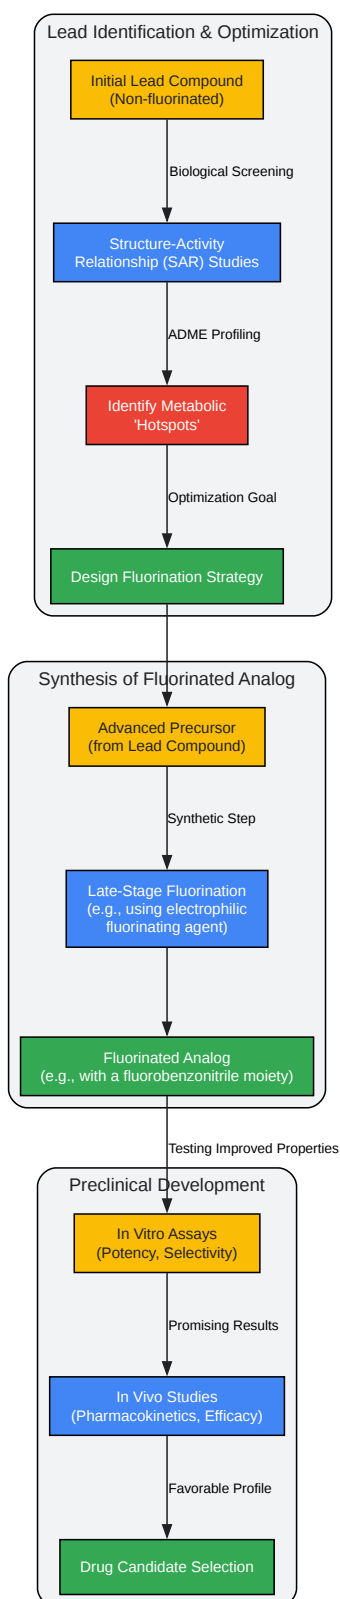 Lead Identification & Optimization
Initial Lead Compound
(Non-fluorinated)
Biological Screening
Structure-Activity
Relationship (SAR) Studies
ADME Profiling
Identify Metabolic
'Hotspots'
Optimization Goal
Design Fluorination Strategy
Synthesis of Fluorinated Analog
Advanced Precursor
(from Lead Compound)
Synthetic Step
Late-Stage Fluorination
(e.g., using electrophilic
fluorinating agent)
Fluorinated Analog
(e.g., with a fluorobenzonitrile moiety)
Testing Improved Properties
Preclinical Development
In Vitro Assays
(Potency, Selectivity)
Promising Results
In Vivo Studies
(Pharmacokinetics, Efficacy)
Favorable Profile
Drug Candidate Selection